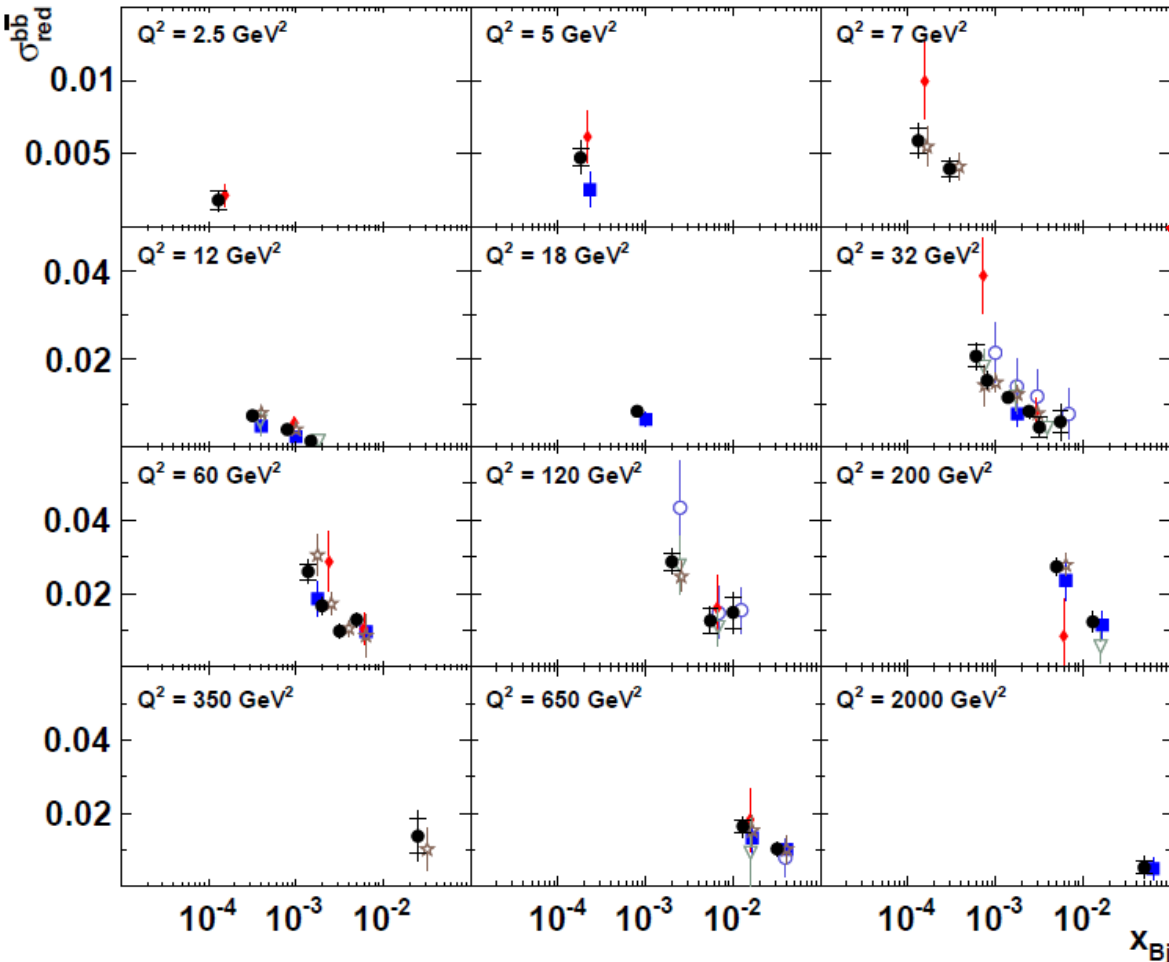 σ̅ᵇᵇ_red
Q² = 2.5 GeV²
Q² = 5 GeV²
Q² = 7 GeV²
0.01
0.005
Q² = 12 GeV²
Q² = 18 GeV²
Q² = 32 GeV²
0.04
0.02
Q² = 60 GeV²
Q² = 120 GeV²
Q² = 200 GeV²
0.04
0.02
Q² = 350 GeV²
Q² = 650 GeV²
Q² = 2000 GeV²
0.04
0.02
10⁻⁴ 10⁻³ 10⁻²
10⁻⁴ 10⁻³ 10⁻²
10⁻⁴ 10⁻³ 10⁻²
x_Bj